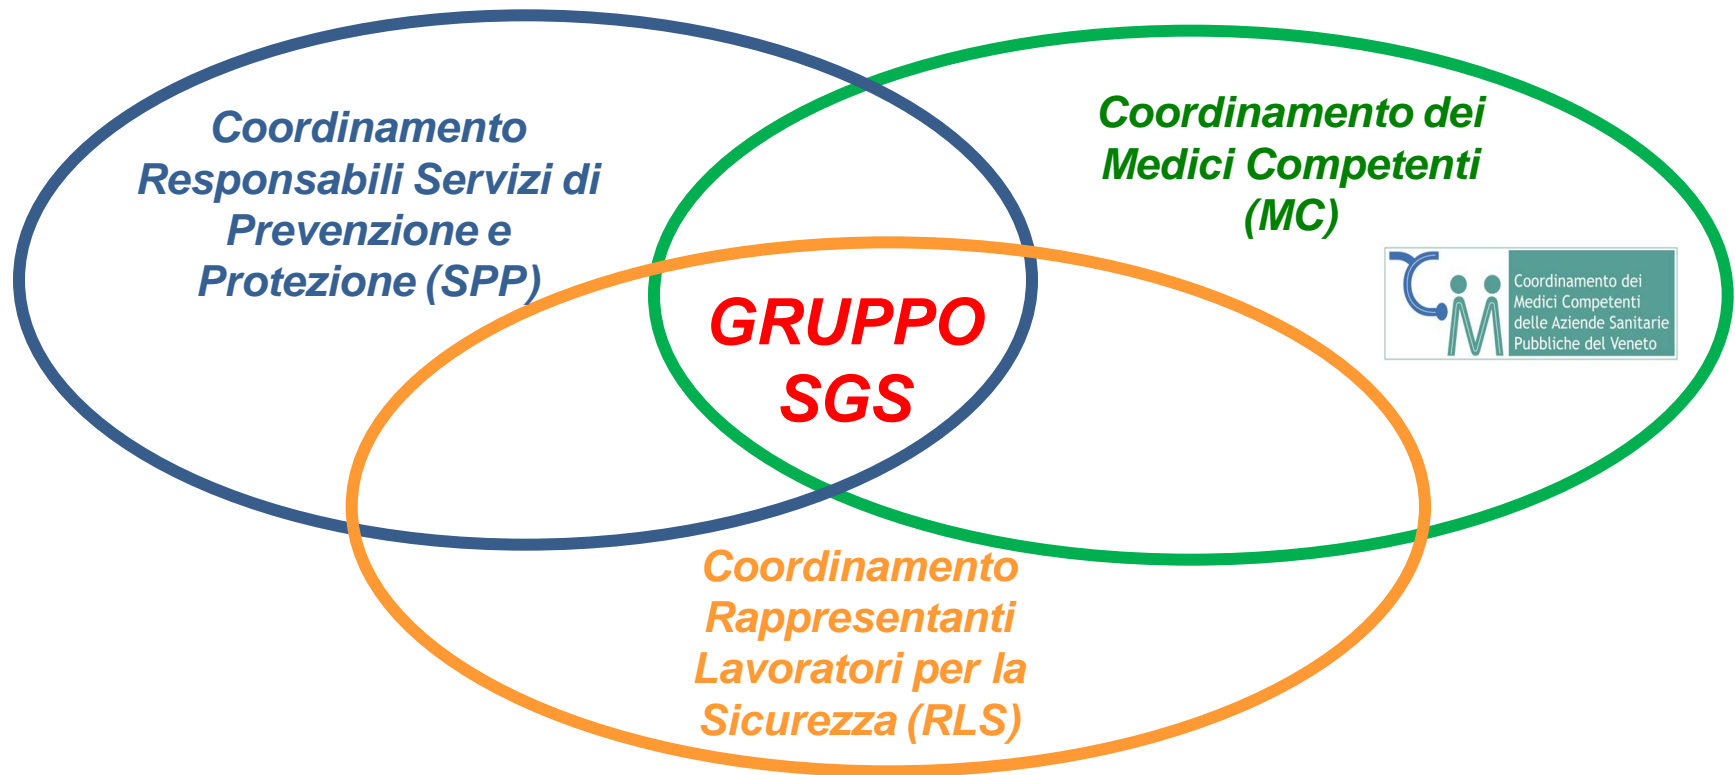 Coordinamento
Responsabili Servizi di
Prevenzione e
Protezione (SPP)
Coordinamento dei
Medici Competenti
(MC)
Coordinamento dei
Medici Competenti
delle Aziende Sanitarie
Pubbliche del Veneto
GRUPPO
SGS
Coordinamento
Rappresentanti
Lavoratori per la
Sicurezza (RLS)